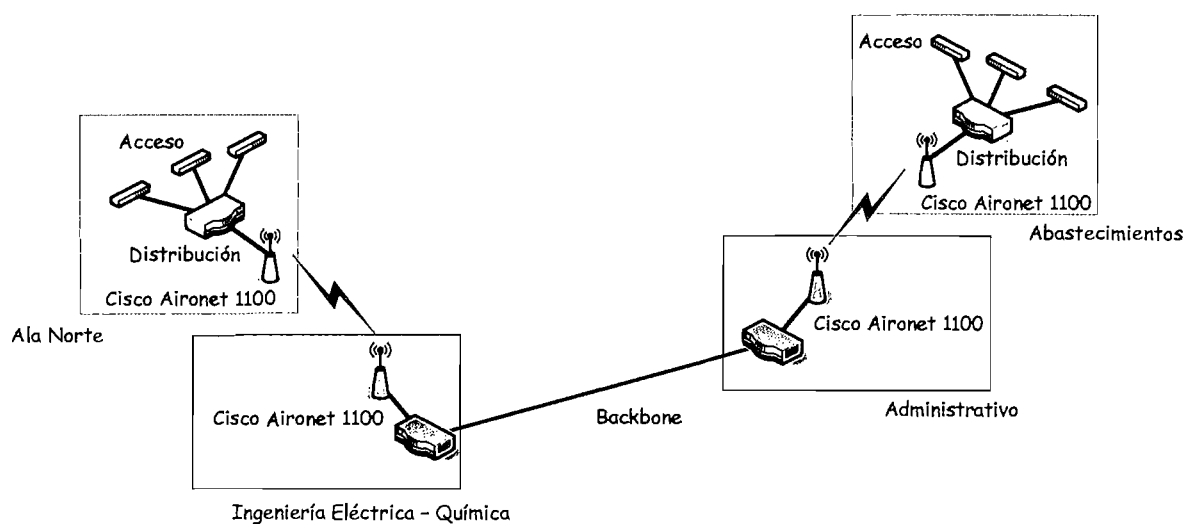 Acceso
Distribución
Cisco Aironet 1100
Abastecimientos
Acceso
Distribución
Cisco Aironet 1100
Ala Norte
Cisco Aironet 1100
Administrativo
Cisco Aironet 1100
Backbone
Ingeniería Eléctrica - Química